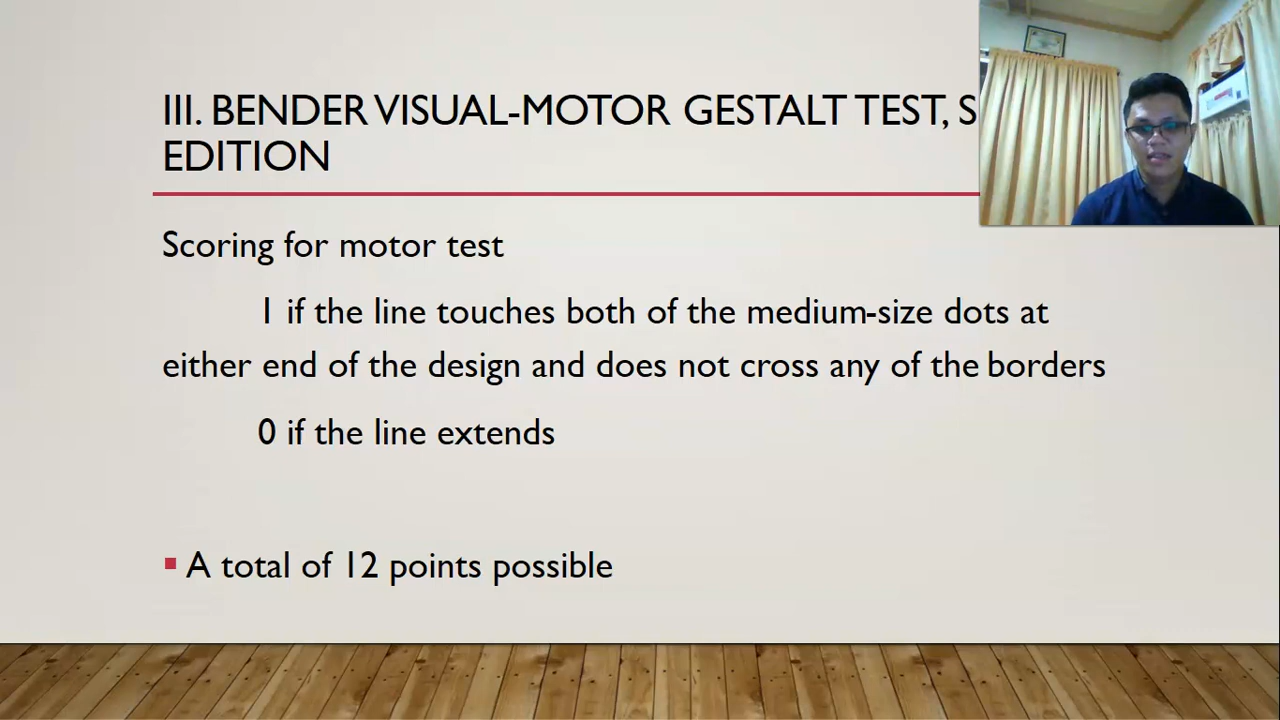 III. BENDER VISUAL-MOTOR GESTALT TEST, S
EDITION
Scoring for motor test
1 if the line touches both of the medium-size dots at
either end of the design and does not cross any of the borders
0 if the line extends
▪ A total of 12 points possible